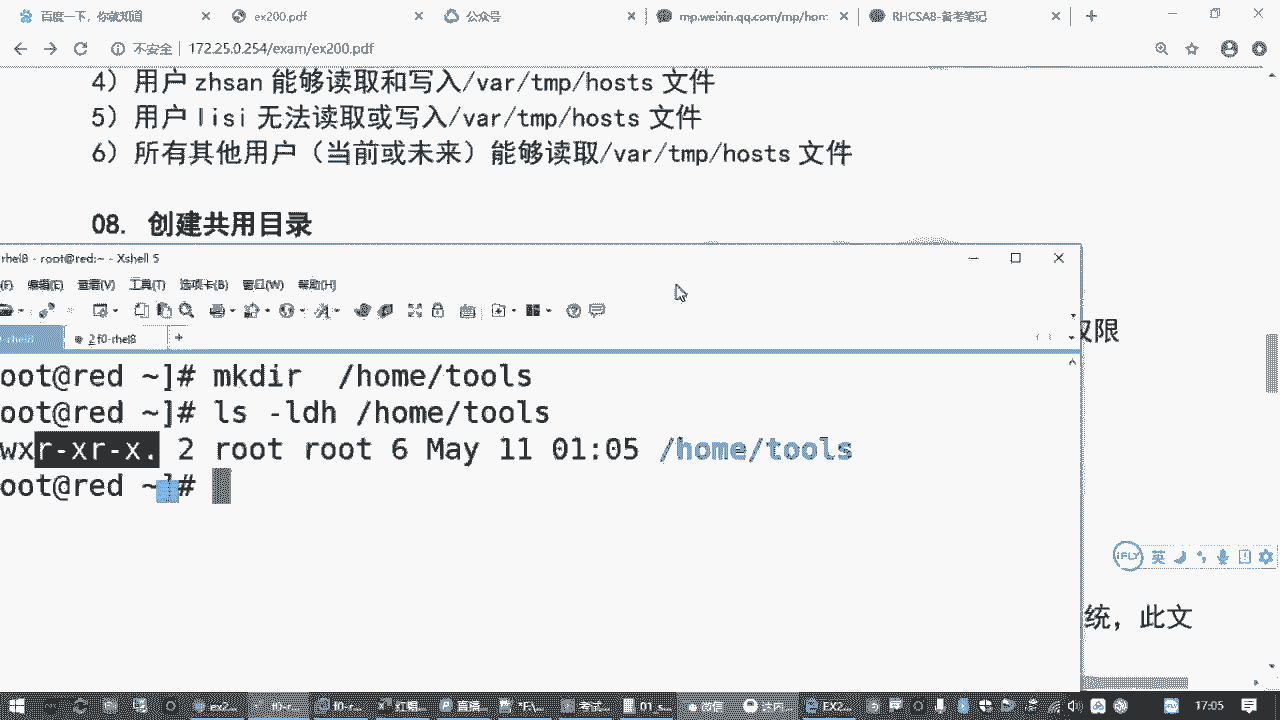 百度一下，你就知道
ex200.pdf
公众号
mp.weixin.qq.com/mp/hom
RHCSA8-备考笔记
不安全
172.25.0.254/exam/ex200.pdf
4）用户 zhsan 能够读取和写入/var/tmp/hosts 文件
5）用户 lisi 无法读取或写入/var/tmp/hosts 文件
6）所有其他用户（当前或未来）能够读取/var/tmp/hosts 文件
08. 创建共用目录
rhel8 - root@red:~ - Xshell 5
(F) 编辑(E) 查看(V) 工具(T) 选项卡(B) 窗口(W) 帮助(H)
-rhel8
2 f0-rhel8
权限
oot@red ~]# mkdir  /home/tools
oot@red ~]# ls -ldh /home/tools
wxr-xr-x. 2 root root 6 May 11 01:05 /home/tools
oot@red ~]#
iFLY 英
统，此文
ex2...
f0-r...
f0-r...
直播...
考试...
01_s...
微信
EX2...
17:05